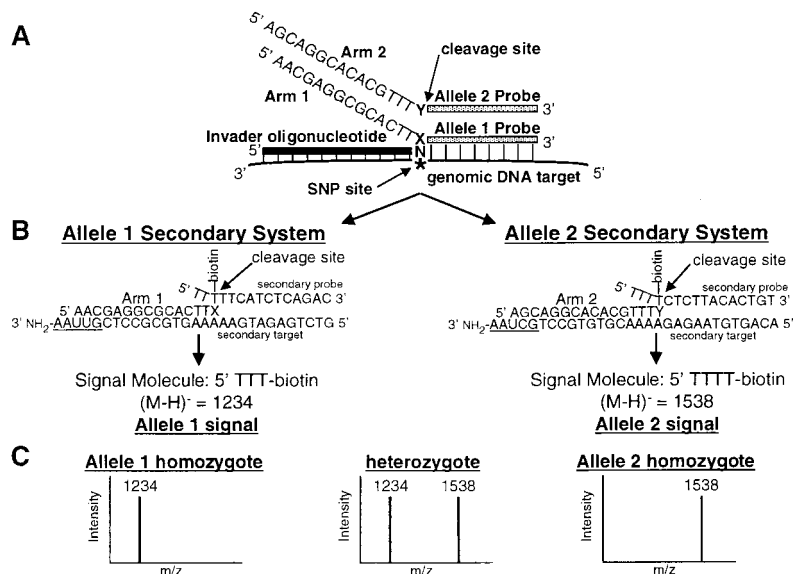 A
5' AGCAGGCACACGTTT Y
Arm 2
cleavage site
5' AACGAGGCGCACTT X
Arm 1
Allele 2 Probe 3'
Allele 1 Probe 3'
Invader oligonucleotide
5'
N
*
3'
SNP site
genomic DNA target
5'
B
Allele 1 Secondary System
biotin
cleavage site
5' TTTTTCATCTCAGAC 3'
secondary probe
Arm 1
5' AACGAGGCGCACTTX
3' NH2-AAUUGCTCCGCGTGAAAAAGTAGAGTCTG 5'
secondary target
Signal Molecule: 5' TTT-biotin
(M-H)- = 1234
Allele 1 signal
Allele 2 Secondary System
biotin
cleavage site
5' TTTTCTCTTACACTGT 3'
secondary probe
Arm 2
5' AGCAGGCACACGTTTY
3' NH2-AAUCGTCCGTGTGCAAAAGAGAATGTGACA 5'
secondary target
Signal Molecule: 5' TTTT-biotin
(M-H)- = 1538
Allele 2 signal
C
Allele 1 homozygote
1234
Intensity
m/z
heterozygote
1234 1538
Intensity
m/z
Allele 2 homozygote
1538
Intensity
m/z